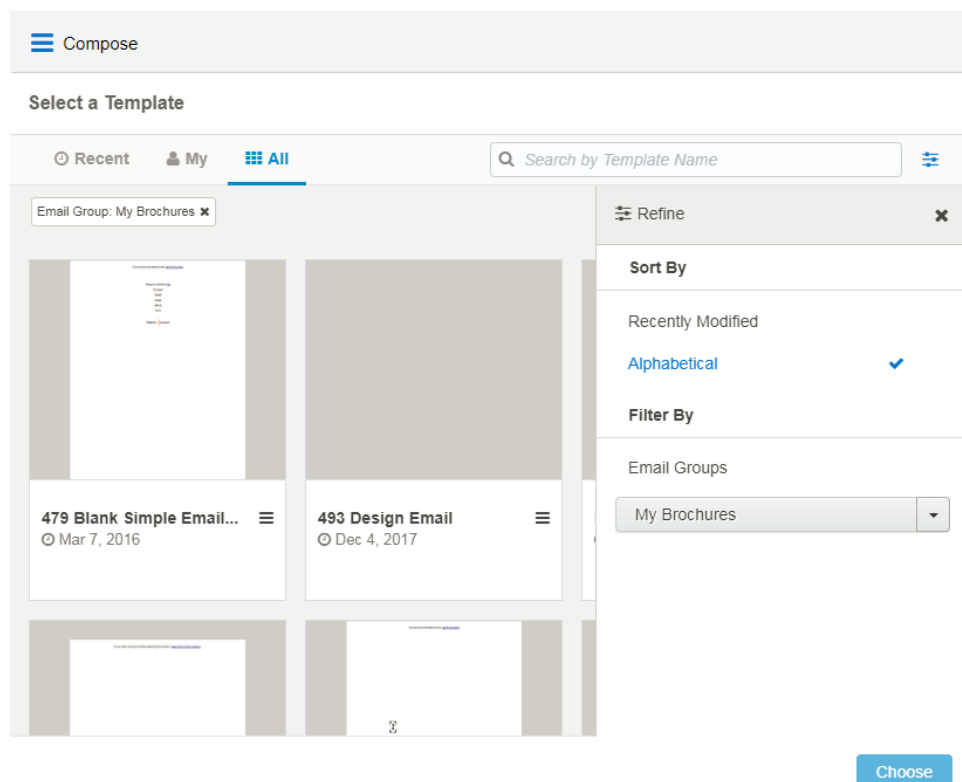 Compose
Select a Template
Recent My All
Search by Template Name
Email Group: My Brochures ✖
Refine ✖
Sort By
Recently Modified
Alphabetical
Filter By
Email Groups
My Brochures
479 Blank Simple Email...
Mar 7, 2016
493 Design Email
Dec 4, 2017
Choose